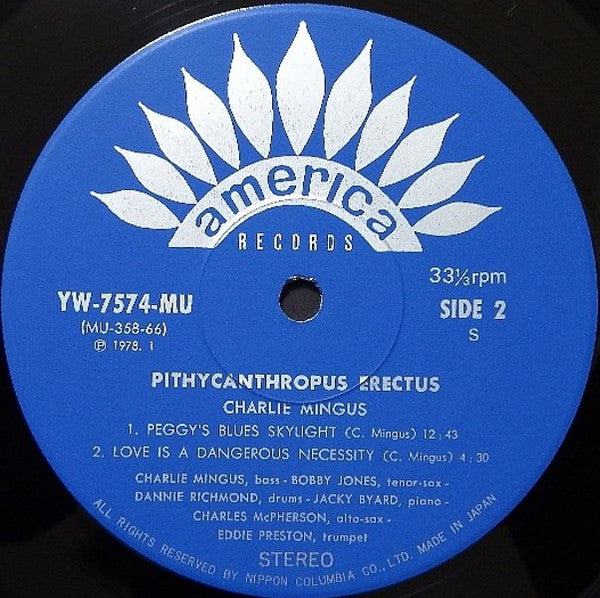 america
RECORDS
33⅓rpm
YW-7574-MU
SIDE 2
(MU-358-66)
S
℗ 1978. 1
PITHYCANTHROPUS ERECTUS
CHARLIE MINGUS
1. PEGGY'S BLUES SKYLIGHT (C. Mingus) 12:43
2. LOVE IS A DANGEROUS NECESSITY (C. Mingus) 4:30
CHARLIE MINGUS, bass - BOBBY JONES, tenor-sax -
DANNIE RICHMOND, drums - JACKY BYARD, piano -
CHARLES McPHERSON, alto-sax -
EDDIE PRESTON, trumpet
STEREO
ALL RIGHTS RESERVED BY NIPPON COLUMBIA CO., LTD. MADE IN JAPAN